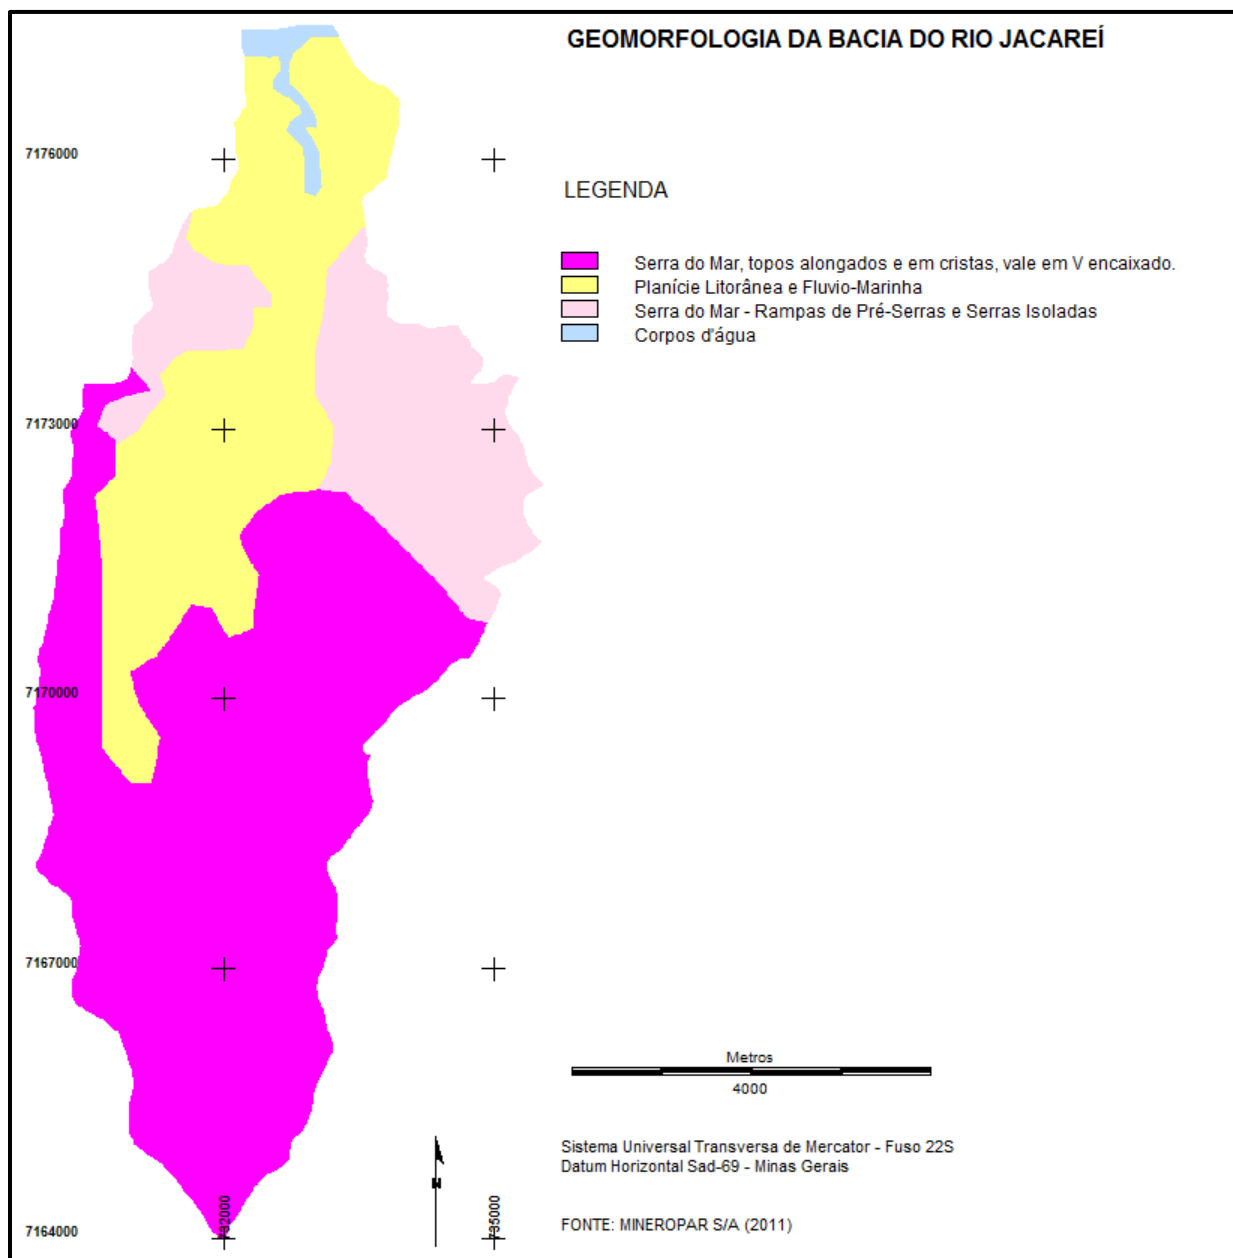 GEOMORFOLOGIA DA BACIA DO RIO JACAREÍ
7176000
LEGENDA
Serra do Mar, topos alongados e em cristas, vale em V encaixado.
Planície Litorânea e Fluvio-Marinha
Serra do Mar - Rampas de Pré-Serras e Serras Isoladas
Corpos d'água
7173000
7170000
7167000
Metros
4000
Sistema Universal Transversa de Mercator - Fuso 22S
Datum Horizontal Sad-69 - Minas Gerais
N
732000
735000
FONTE: MINEROPAR S/A (2011)
7164000